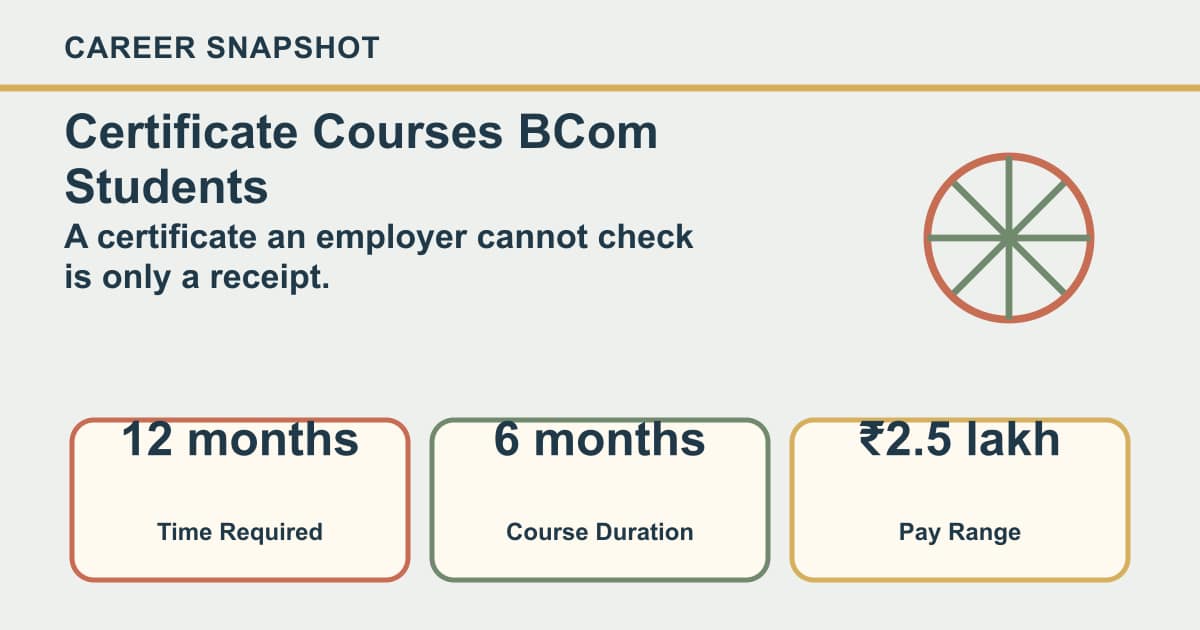 CAREER SNAPSHOT
Certificate Courses BCom
Students
A certificate an employer cannot check
is only a receipt.
12 months
6 months
₹2.5 lakh
Time Required
Course Duration
Pay Range